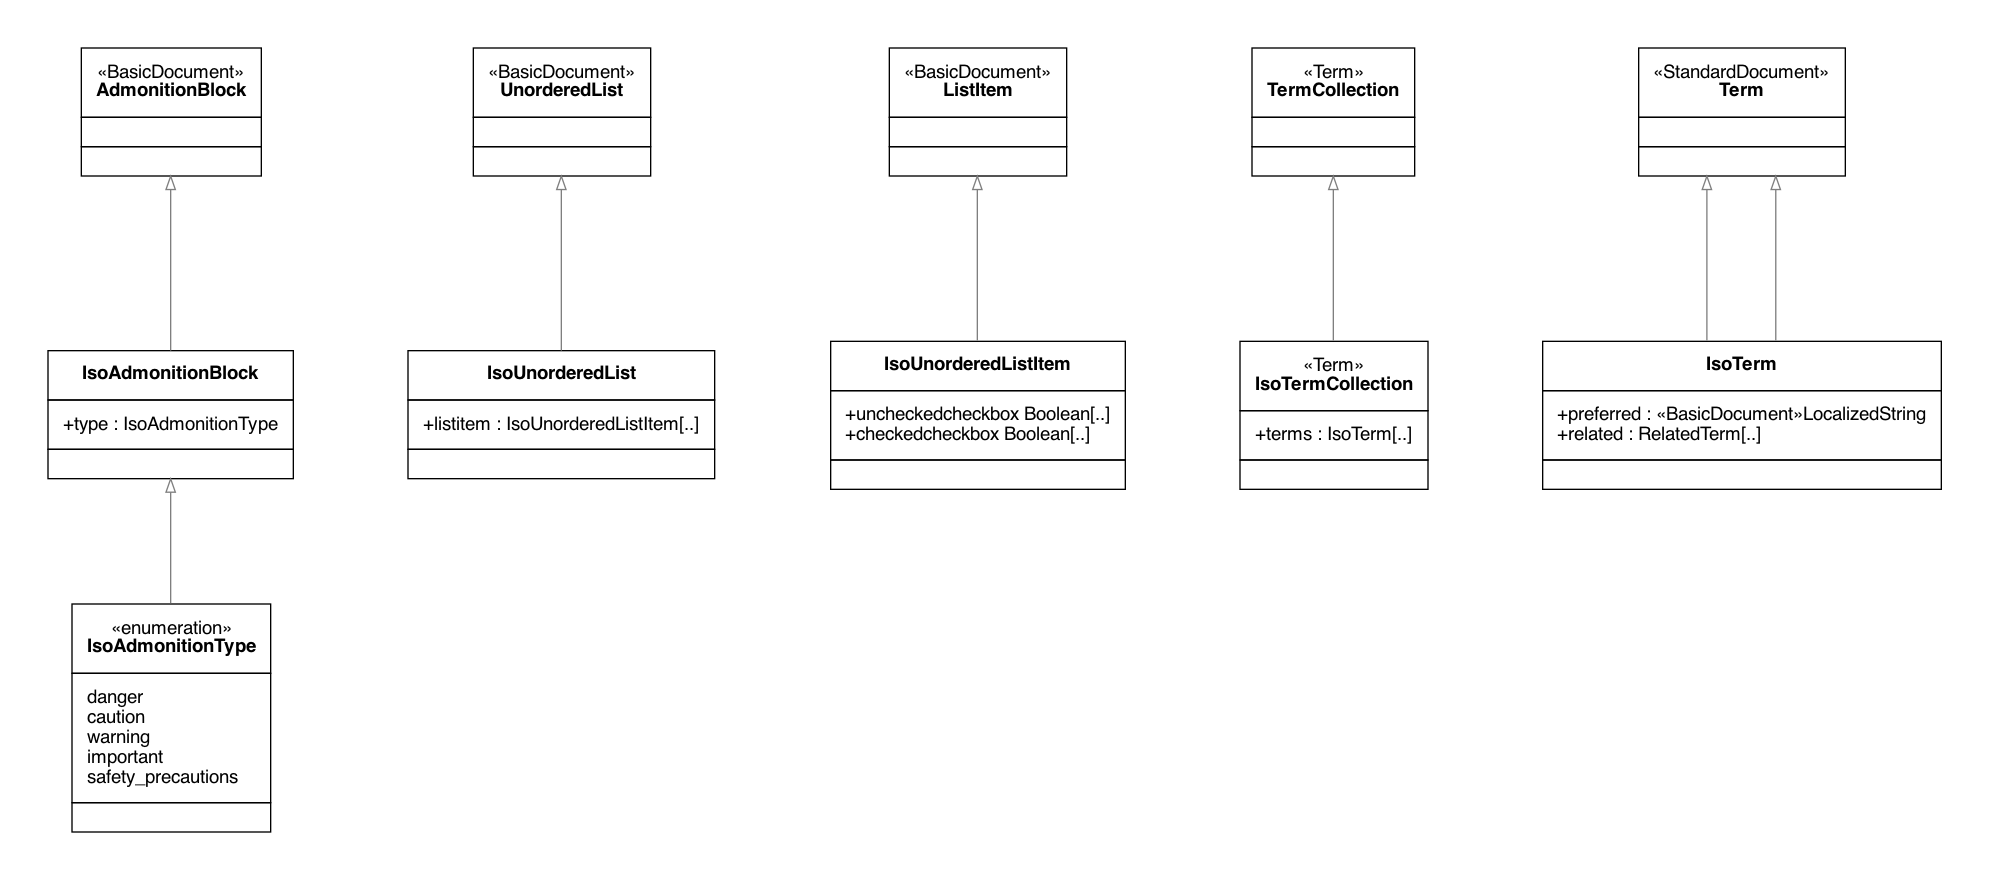 «BasicDocument»
AdmonitionBlock
«BasicDocument»
UnorderedList
«BasicDocument»
ListItem
«Term»
TermCollection
«StandardDocument»
Term
IsoAdmonitionBlock
+type : IsoAdmonitionType
IsoUnorderedList
+listitem : IsoUnorderedListItem[..]
IsoUnorderedListItem
+uncheckedcheckbox Boolean[..]
+checkedcheckbox Boolean[..]
«Term»
IsoTermCollection
+terms : IsoTerm[..]
IsoTerm
+preferred : «BasicDocument»LocalizedString
+related : RelatedTerm[..]
«enumeration»
IsoAdmonitionType
danger
caution
warning
important
safety_precautions